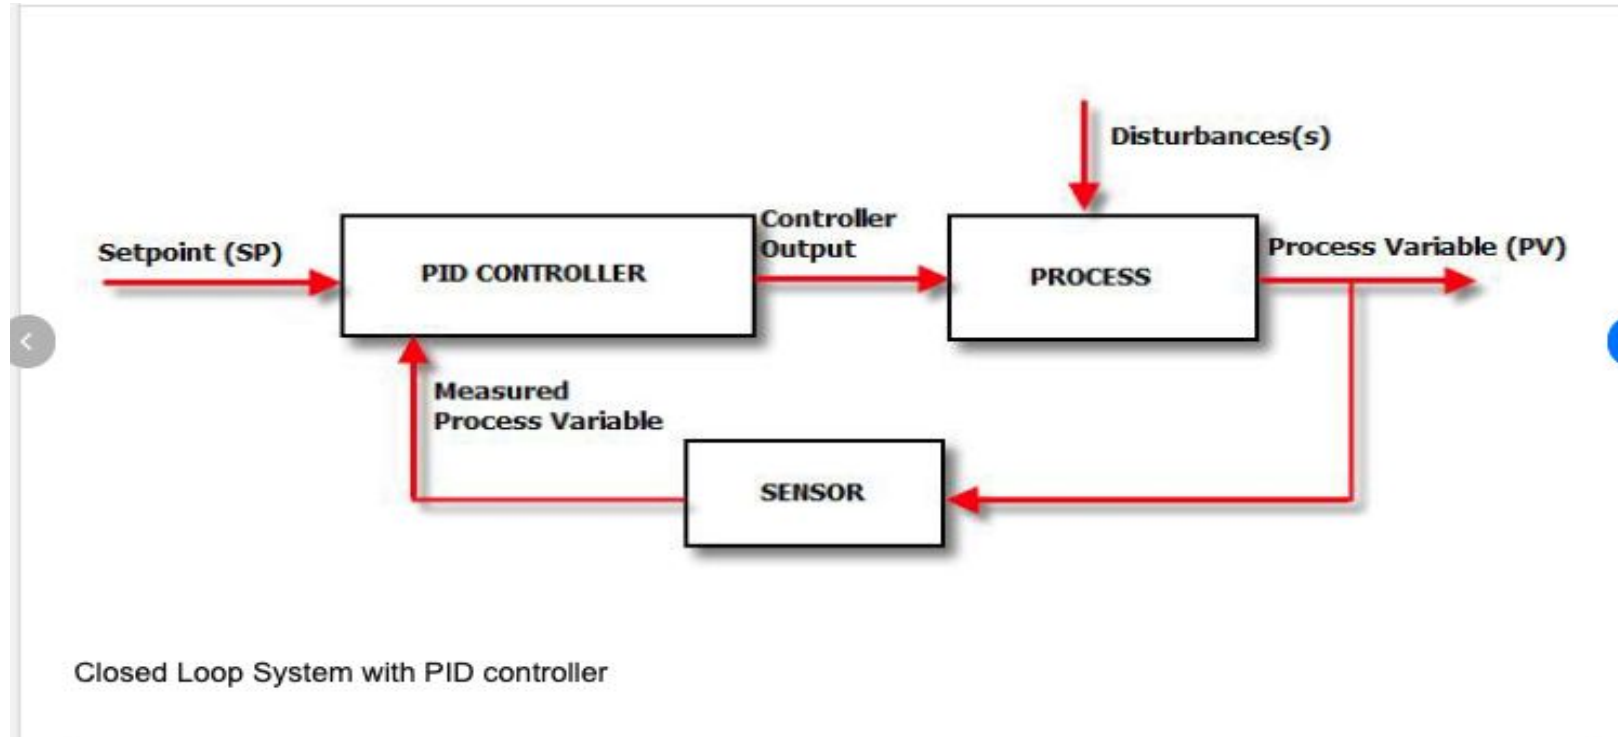 Disturbances(s)
Setpoint (SP)
PID CONTROLLER
Controller
Output
PROCESS
Process Variable (PV)
Measured
Process Variable
SENSOR
Closed Loop System with PID controller